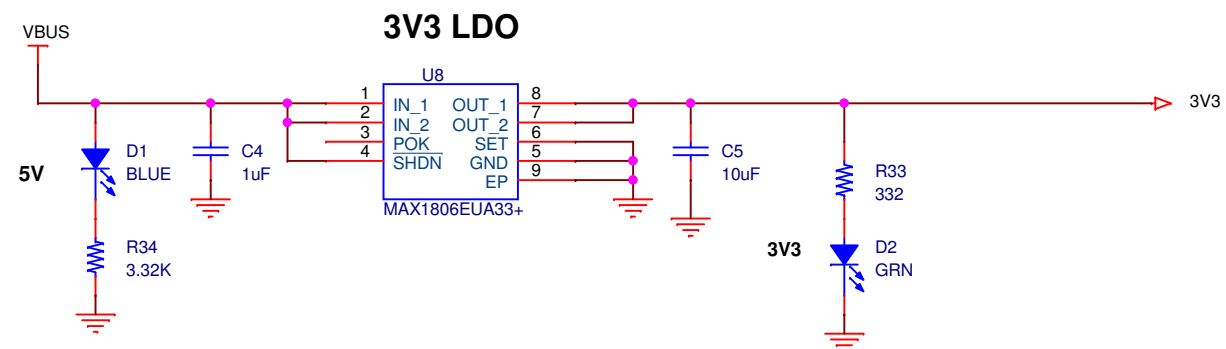 3V3 LDO
VBUS
U8
1 IN_1 OUT_1 8
2 IN_2 OUT_2 7
3 POK SET 6
4 SHDN GND 5
EP 9
MAX1806EUA33+
3V3
5V
D1
BLUE
C4
1uF
C5
10uF
R33
332
R34
3.32K
3V3
D2
GRN